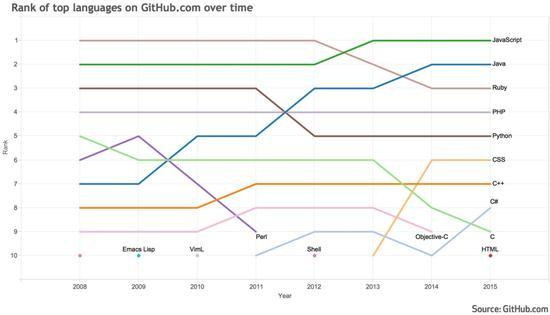 Rank of top languages on GitHub.com over time
1
2
3
4
5
6
7
8
9
10
Rank
JavaScript
Java
Ruby
PHP
Python
CSS
C++
C#
C
Perl
Objective-C
Emacs Lisp
VimL
Shell
HTML
2008
2009
2010
2011
2012
2013
2014
2015
Year
Source: GitHub.com